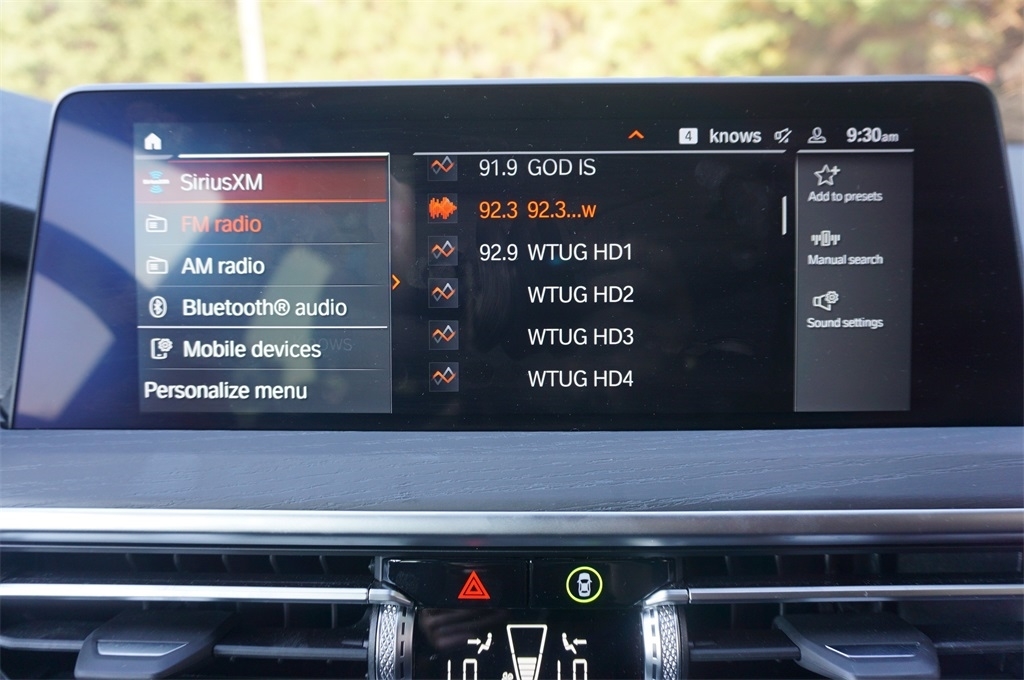 4 knows 9:30am
SiriusXM
FM radio
AM radio
Bluetooth® audio
Mobile devices
Personalize menu
91.9 GOD IS
92.3 92.3...w
92.9 WTUG HD1
WTUG HD2
WTUG HD3
WTUG HD4
Add to presets
Manual search
Sound settings
LO LO